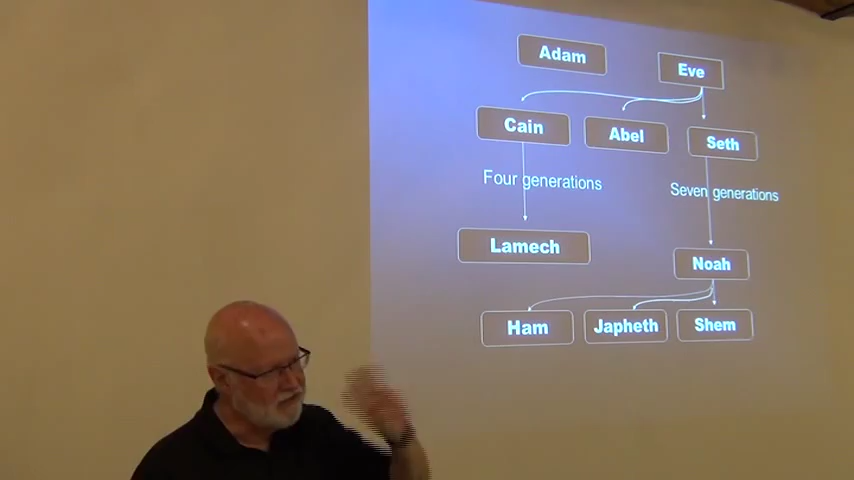 Adam
Eve
Cain
Abel
Seth
Four generations
Seven generations
Lamech
Noah
Ham
Japheth
Shem